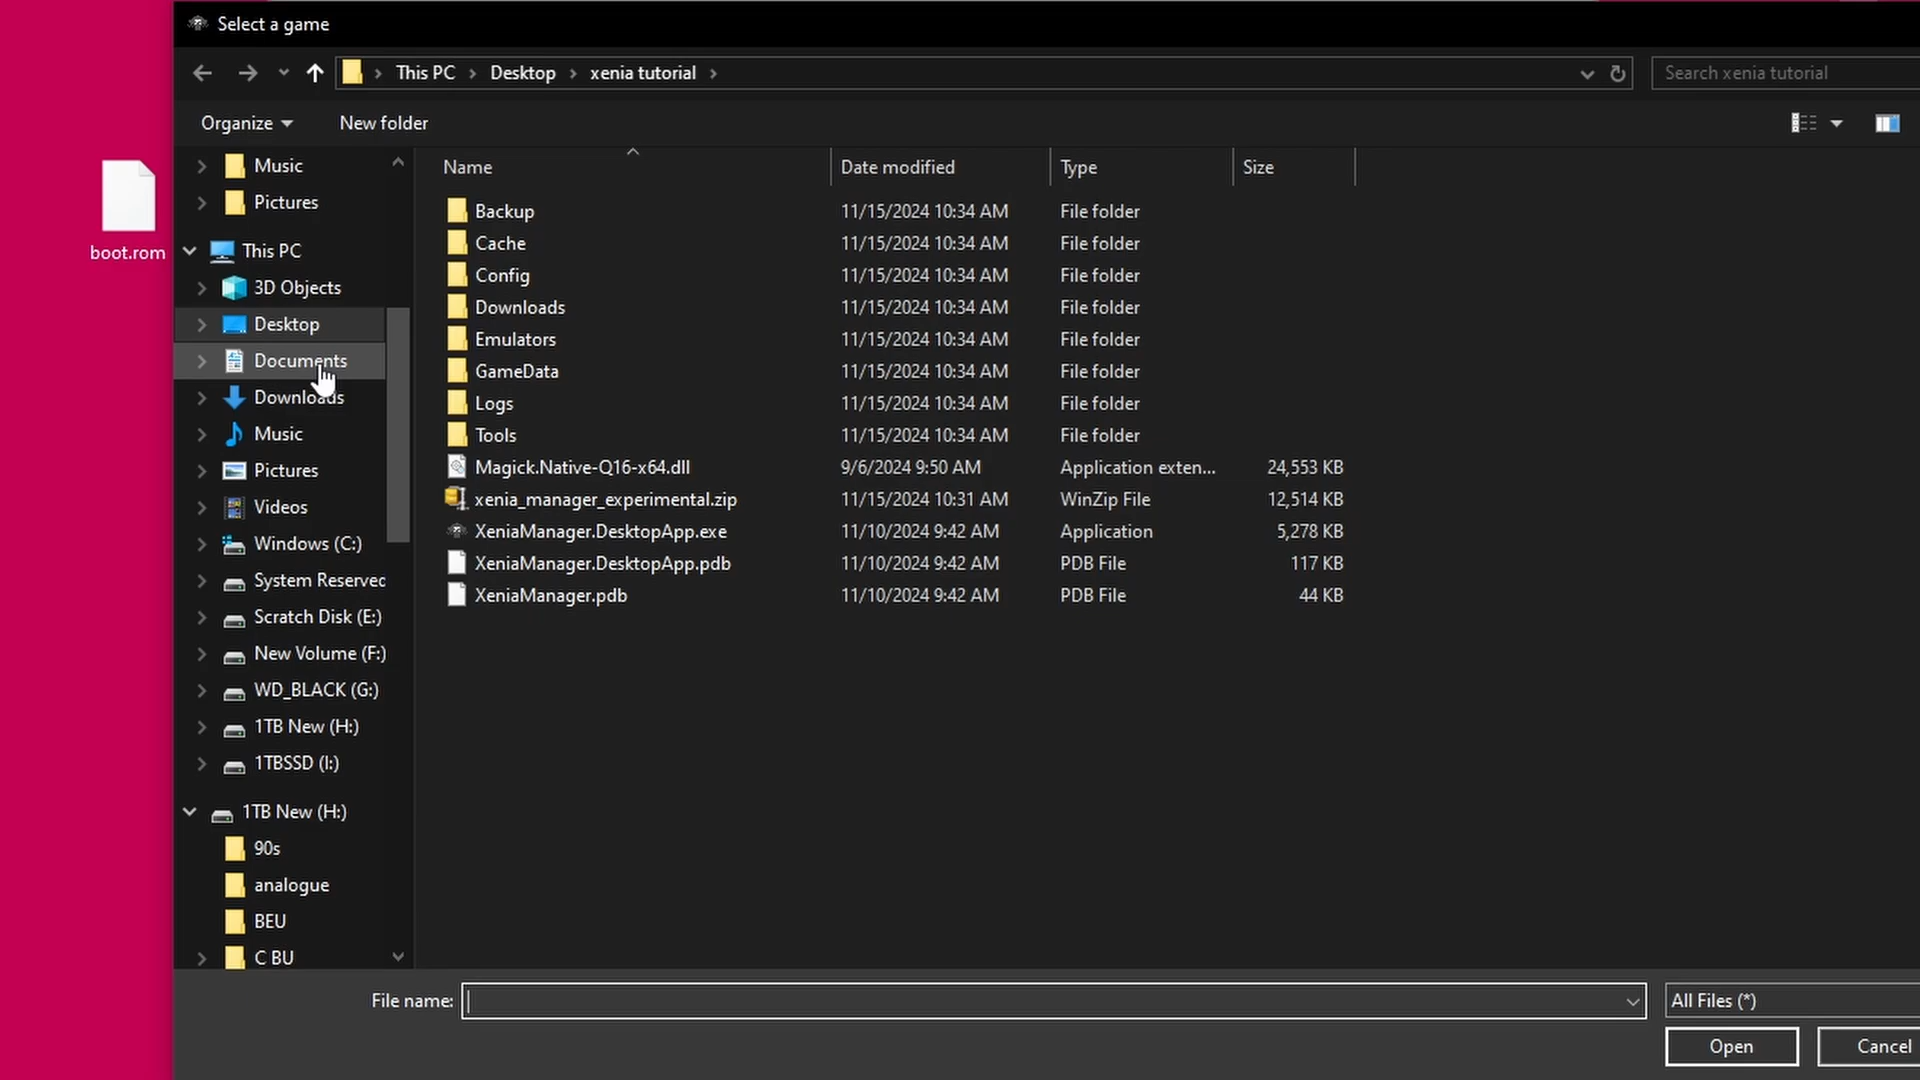 Select a game
This PC > Desktop > xenia tutorial >
Search xenia tutorial
Organize
New folder
boot.rom
Music
Pictures
This PC
3D Objects
Desktop
Documents
Downloads
Music
Pictures
Videos
Windows (C:)
System Reserved
Scratch Disk (E:)
New Volume (F:)
WD_BLACK (G:)
1TB New (H:)
1TBSSD (I:)
1TB New (H:)
90s
analogue
BEU
C BU
Name Date modified Type Size
Backup 11/15/2024 10:34 AM File folder
Cache 11/15/2024 10:34 AM File folder
Config 11/15/2024 10:34 AM File folder
Downloads 11/15/2024 10:34 AM File folder
Emulators 11/15/2024 10:34 AM File folder
GameData 11/15/2024 10:34 AM File folder
Logs 11/15/2024 10:34 AM File folder
Tools 11/15/2024 10:34 AM File folder
Magick.Native-Q16-x64.dll 9/6/2024 9:50 AM Application exten... 24,553 KB
xenia_manager_experimental.zip 11/15/2024 10:31 AM WinZip File 12,514 KB
XeniaManager.DesktopApp.exe 11/10/2024 9:42 AM Application 5,278 KB
XeniaManager.DesktopApp.pdb 11/10/2024 9:42 AM PDB File 117 KB
XeniaManager.pdb 11/10/2024 9:42 AM PDB File 44 KB
File name:
All Files (*)
Open
Cancel